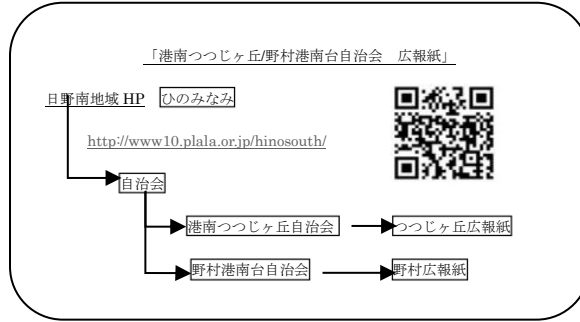 「港南つつじヶ丘/野村港南台自治会　広報紙」
日野南地域 HP　ひのみなみ
http://www10.plala.or.jp/hinosouth/
自治会
港南つつじヶ丘自治会　つつじヶ丘広報紙
野村港南台自治会　野村広報紙